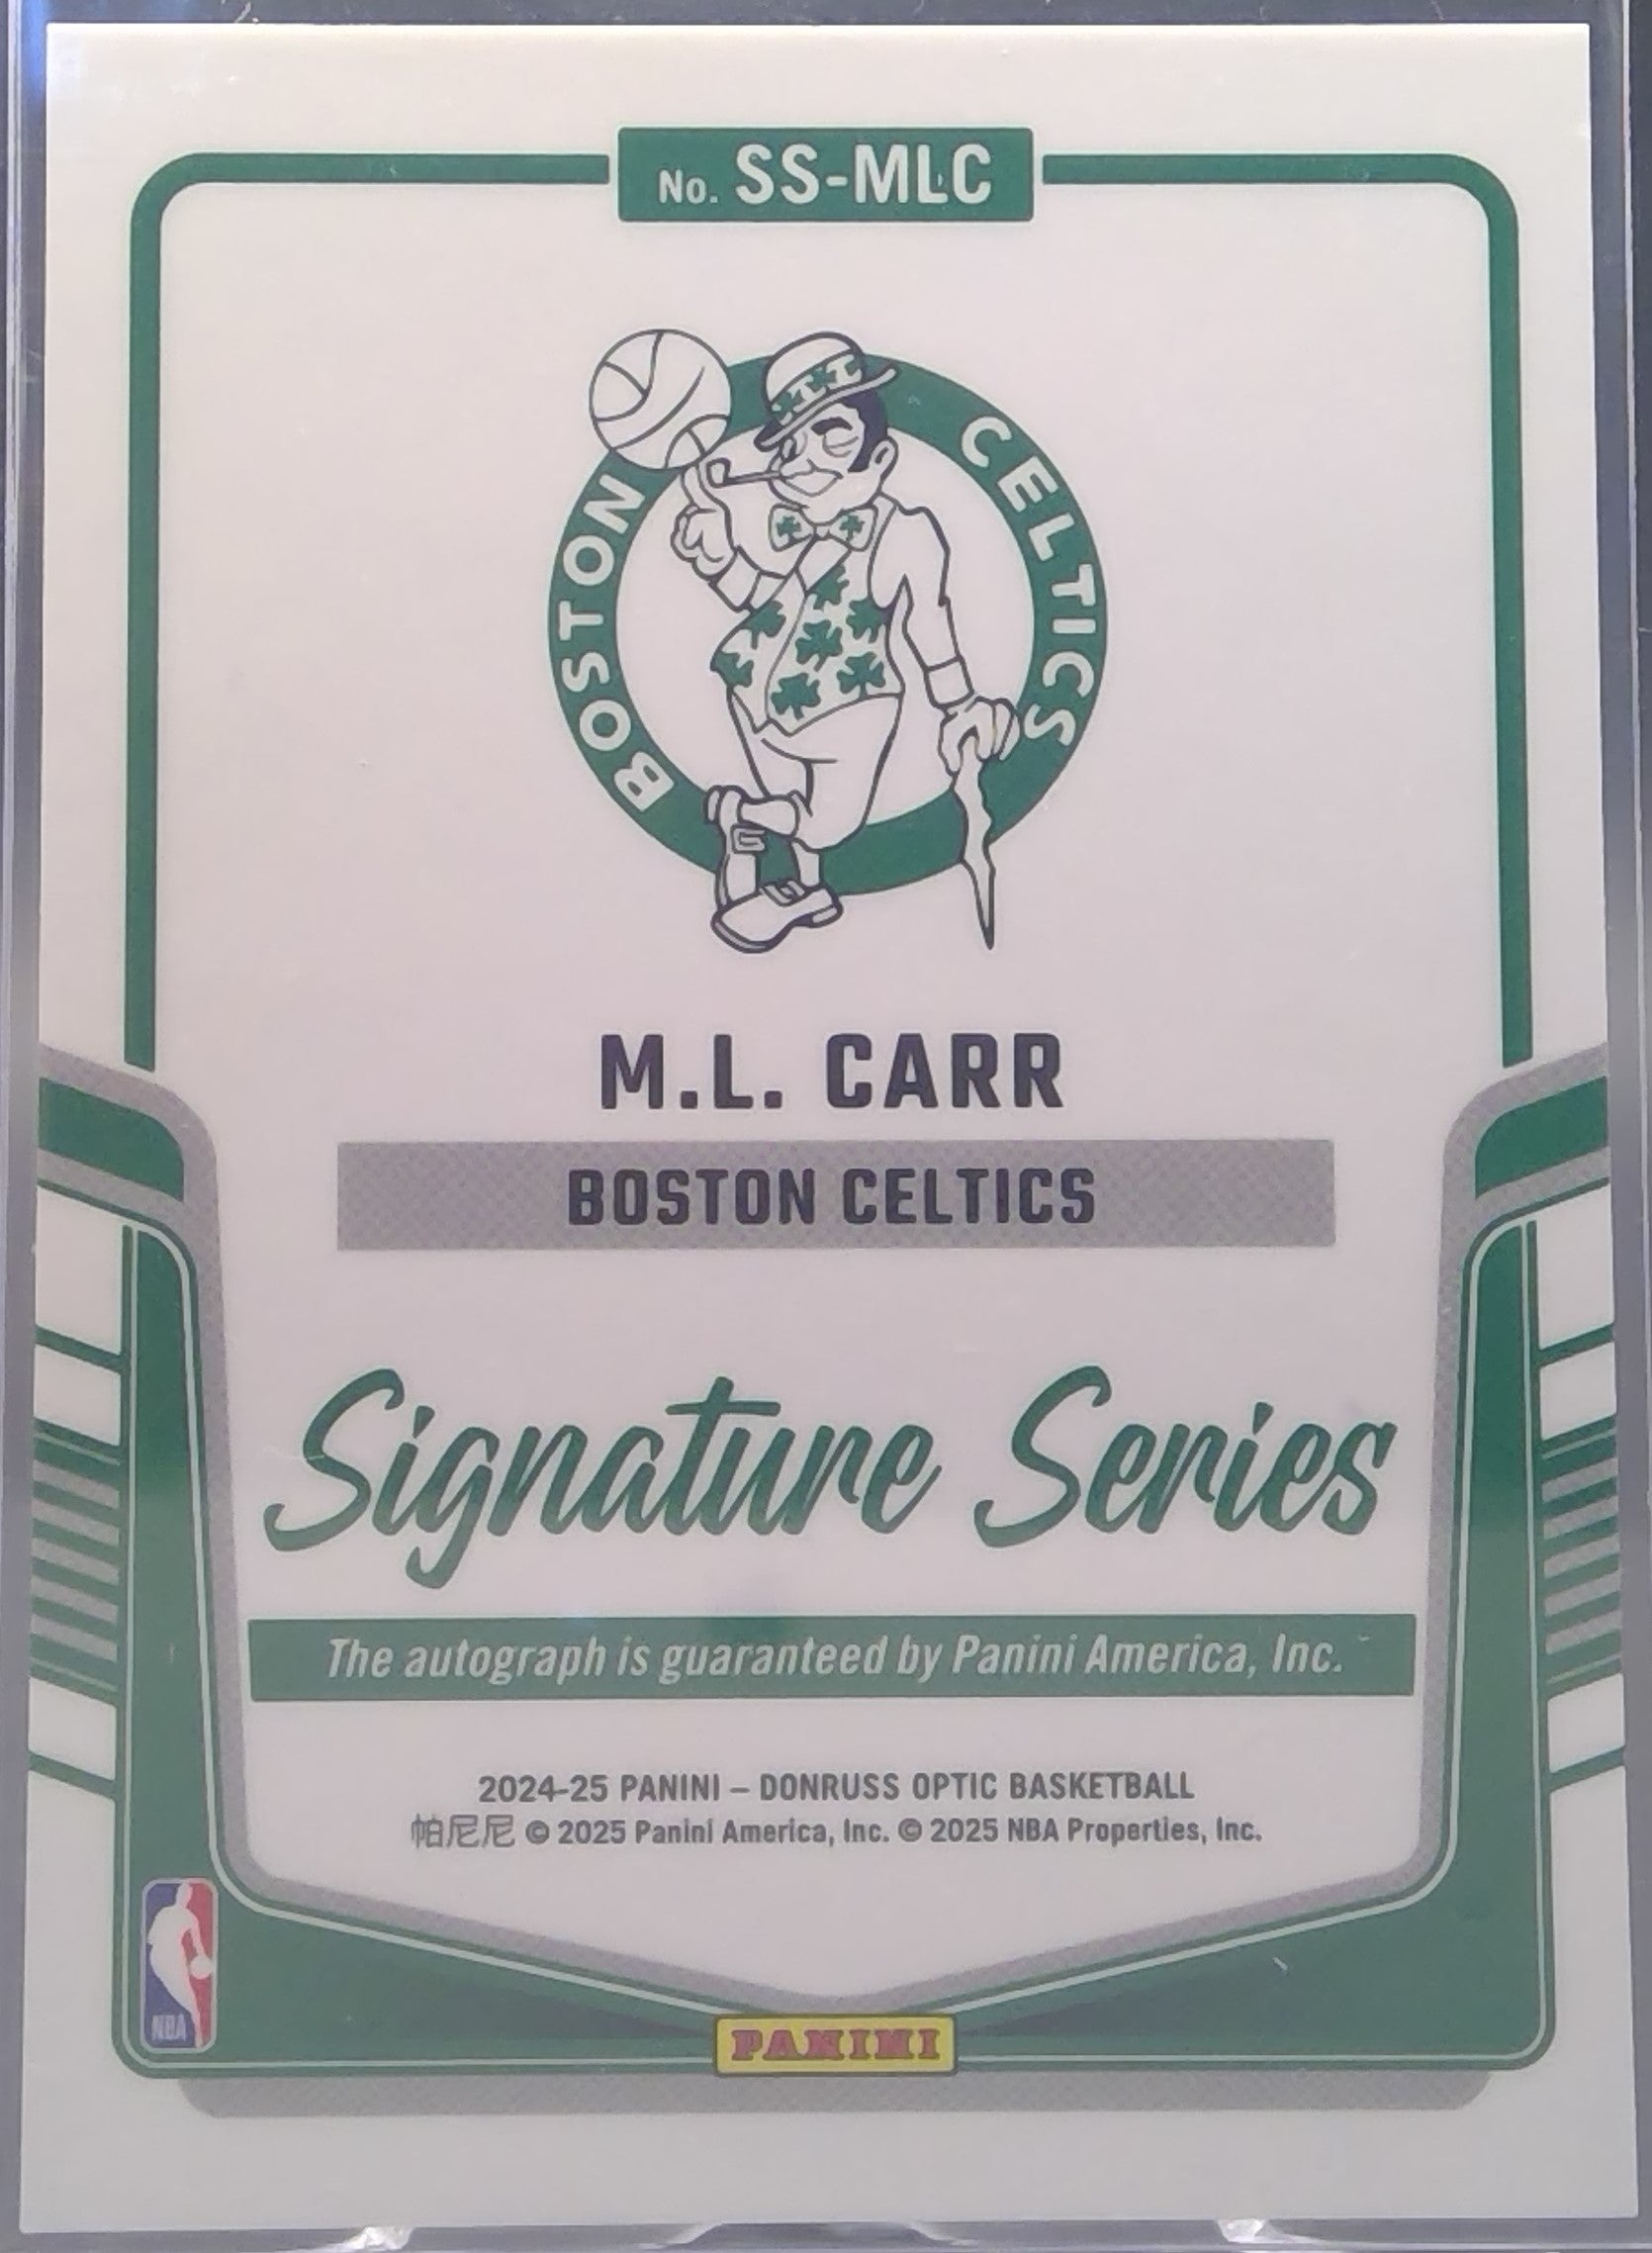 No. SS-MLC
BOSTON CELTICS
M.L. CARR
BOSTON CELTICS
Signature Series
The autograph is guaranteed by Panini America, Inc.
2024-25 PANINI – DONRUSS OPTIC BASKETBALL
帕尼尼 © 2025 Panini America, Inc. © 2025 NBA Properties, Inc.
NBA
PANINI